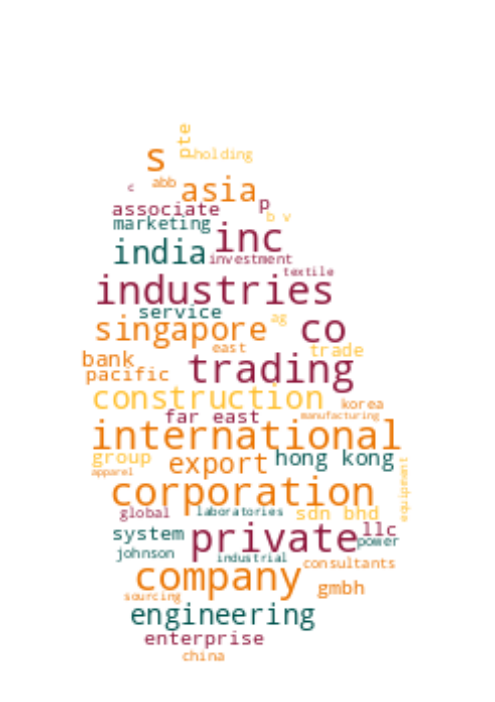 pte
s holding
c abb asia
associate p
marketing inc b v
india investment
textile
industries
service
singapore ag co
bank east trade
pacific trading
construction korea
far east manufacturing
international
group export hong kong
apparel equipment
corporation
global laboratories sdn bhd
system private llc
power
johnson industrial consultants
company gmbh
sourcing
engineering
enterprise
china